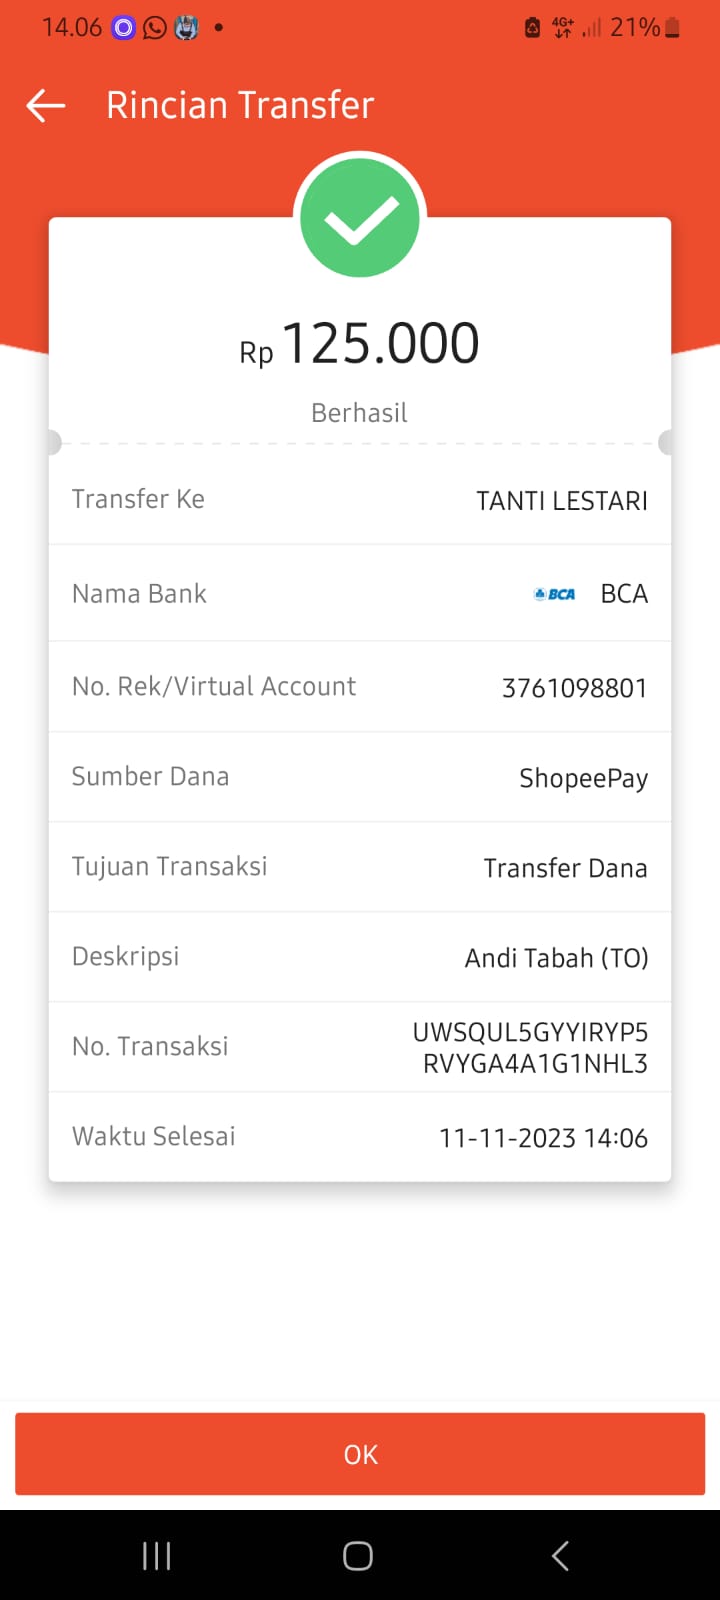 14.06
4G+
21%
Rincian Transfer
Rp 125.000
Berhasil
Transfer Ke
TANTI LESTARI
Nama Bank
BCA BCA
No. Rek/Virtual Account
3761098801
Sumber Dana
ShopeePay
Tujuan Transaksi
Transfer Dana
Deskripsi
Andi Tabah (TO)
No. Transaksi
UWSQUL5GYYIRYP5
RVYGA4A1G1NHL3
Waktu Selesai
11-11-2023 14:06
OK